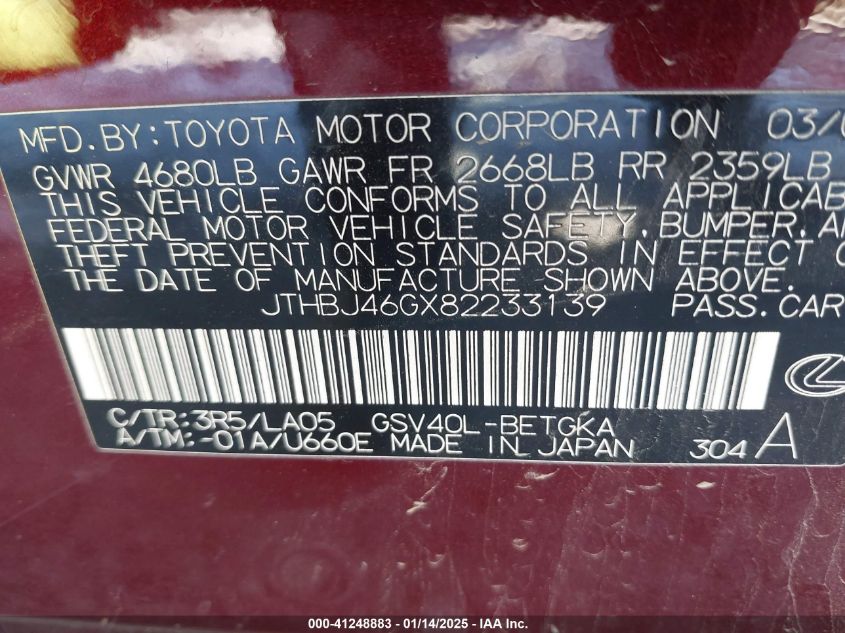 MFD. BY: TOYOTA MOTOR CORPORATION 03/0
GVWR 4680LB GAWR FR 2668LB RR 2359LB
THIS VEHICLE CONFORMS TO ALL APPLICAB
FEDERAL MOTOR VEHICLE SAFETY, BUMPER, AN
THEFT PREVENTION STANDARDS IN EFFECT O
THE DATE OF MANUFACTURE SHOWN ABOVE.
JTHBJ46GX82233139 PASS. CAR
C/TR: 3R5/LA05 GSV40L-BETGKA
A/TM: -01A/U660E MADE IN JAPAN 304 A
000-41248883 - 01/14/2025 - IAA Inc.